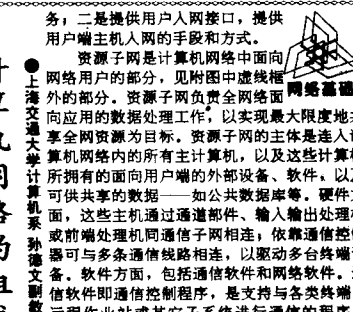 务；二是提供用户入网接口，提供
用户端主机入网的手段和方式。
资源子网是计算机网络中面向
网络用户的部分，见附图中虚线框
外的部分。资源子网负责全网络面
向应用的数据处理工作，以实现最大限度地共
享全网资源为目标。资源子网的主体是连入计
算机网络内的所有主计算机，以及这些计算机
所拥有的面向用户端的外部设备、软件，以及
可供共享的数据——如公共数据库等。硬件方
面，这些主机通过通道部件、输入输出处理机
或前端处理机同通信子网相连；依靠通信控制
器可与多条通信线路相连，以驱动多台终端设
备。软件方面，包括通信软件和网络软件。通
信软件即通信控制程序，是支持与各类终端、
网络基础
●上海交通大学计算机系 孙德文副教